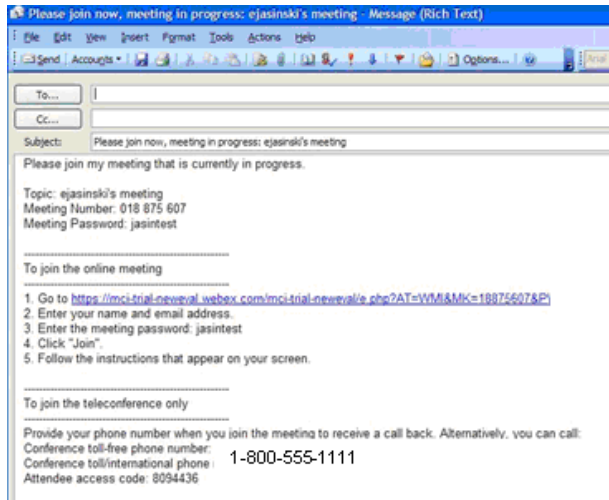 Please join now, meeting in progress: ejasinski's meeting - Message (Rich Text)
File Edit View Insert Format Tools Actions Help
Send Accounts Options...
To...
Cc...
Subject: Please join now, meeting in progress: ejasinski's meeting
Please join my meeting that is currently in progress.
Topic: ejasinski's meeting
Meeting Number: 018 875 607
Meeting Password: jasintest
To join the online meeting
1. Go to https://mci-trial-neweval.webex.com/mci-trial-neweval/e.php?AT=WMI&MK=18875607&P
2. Enter your name and email address.
3. Enter the meeting password: jasintest
4. Click "Join".
5. Follow the instructions that appear on your screen.
To join the teleconference only
Provide your phone number when you join the meeting to receive a call back. Alternatively, you can call:
Conference toll-free phone number:
Conference toll/international phone
1-800-555-1111
Attendee access code: 8094436